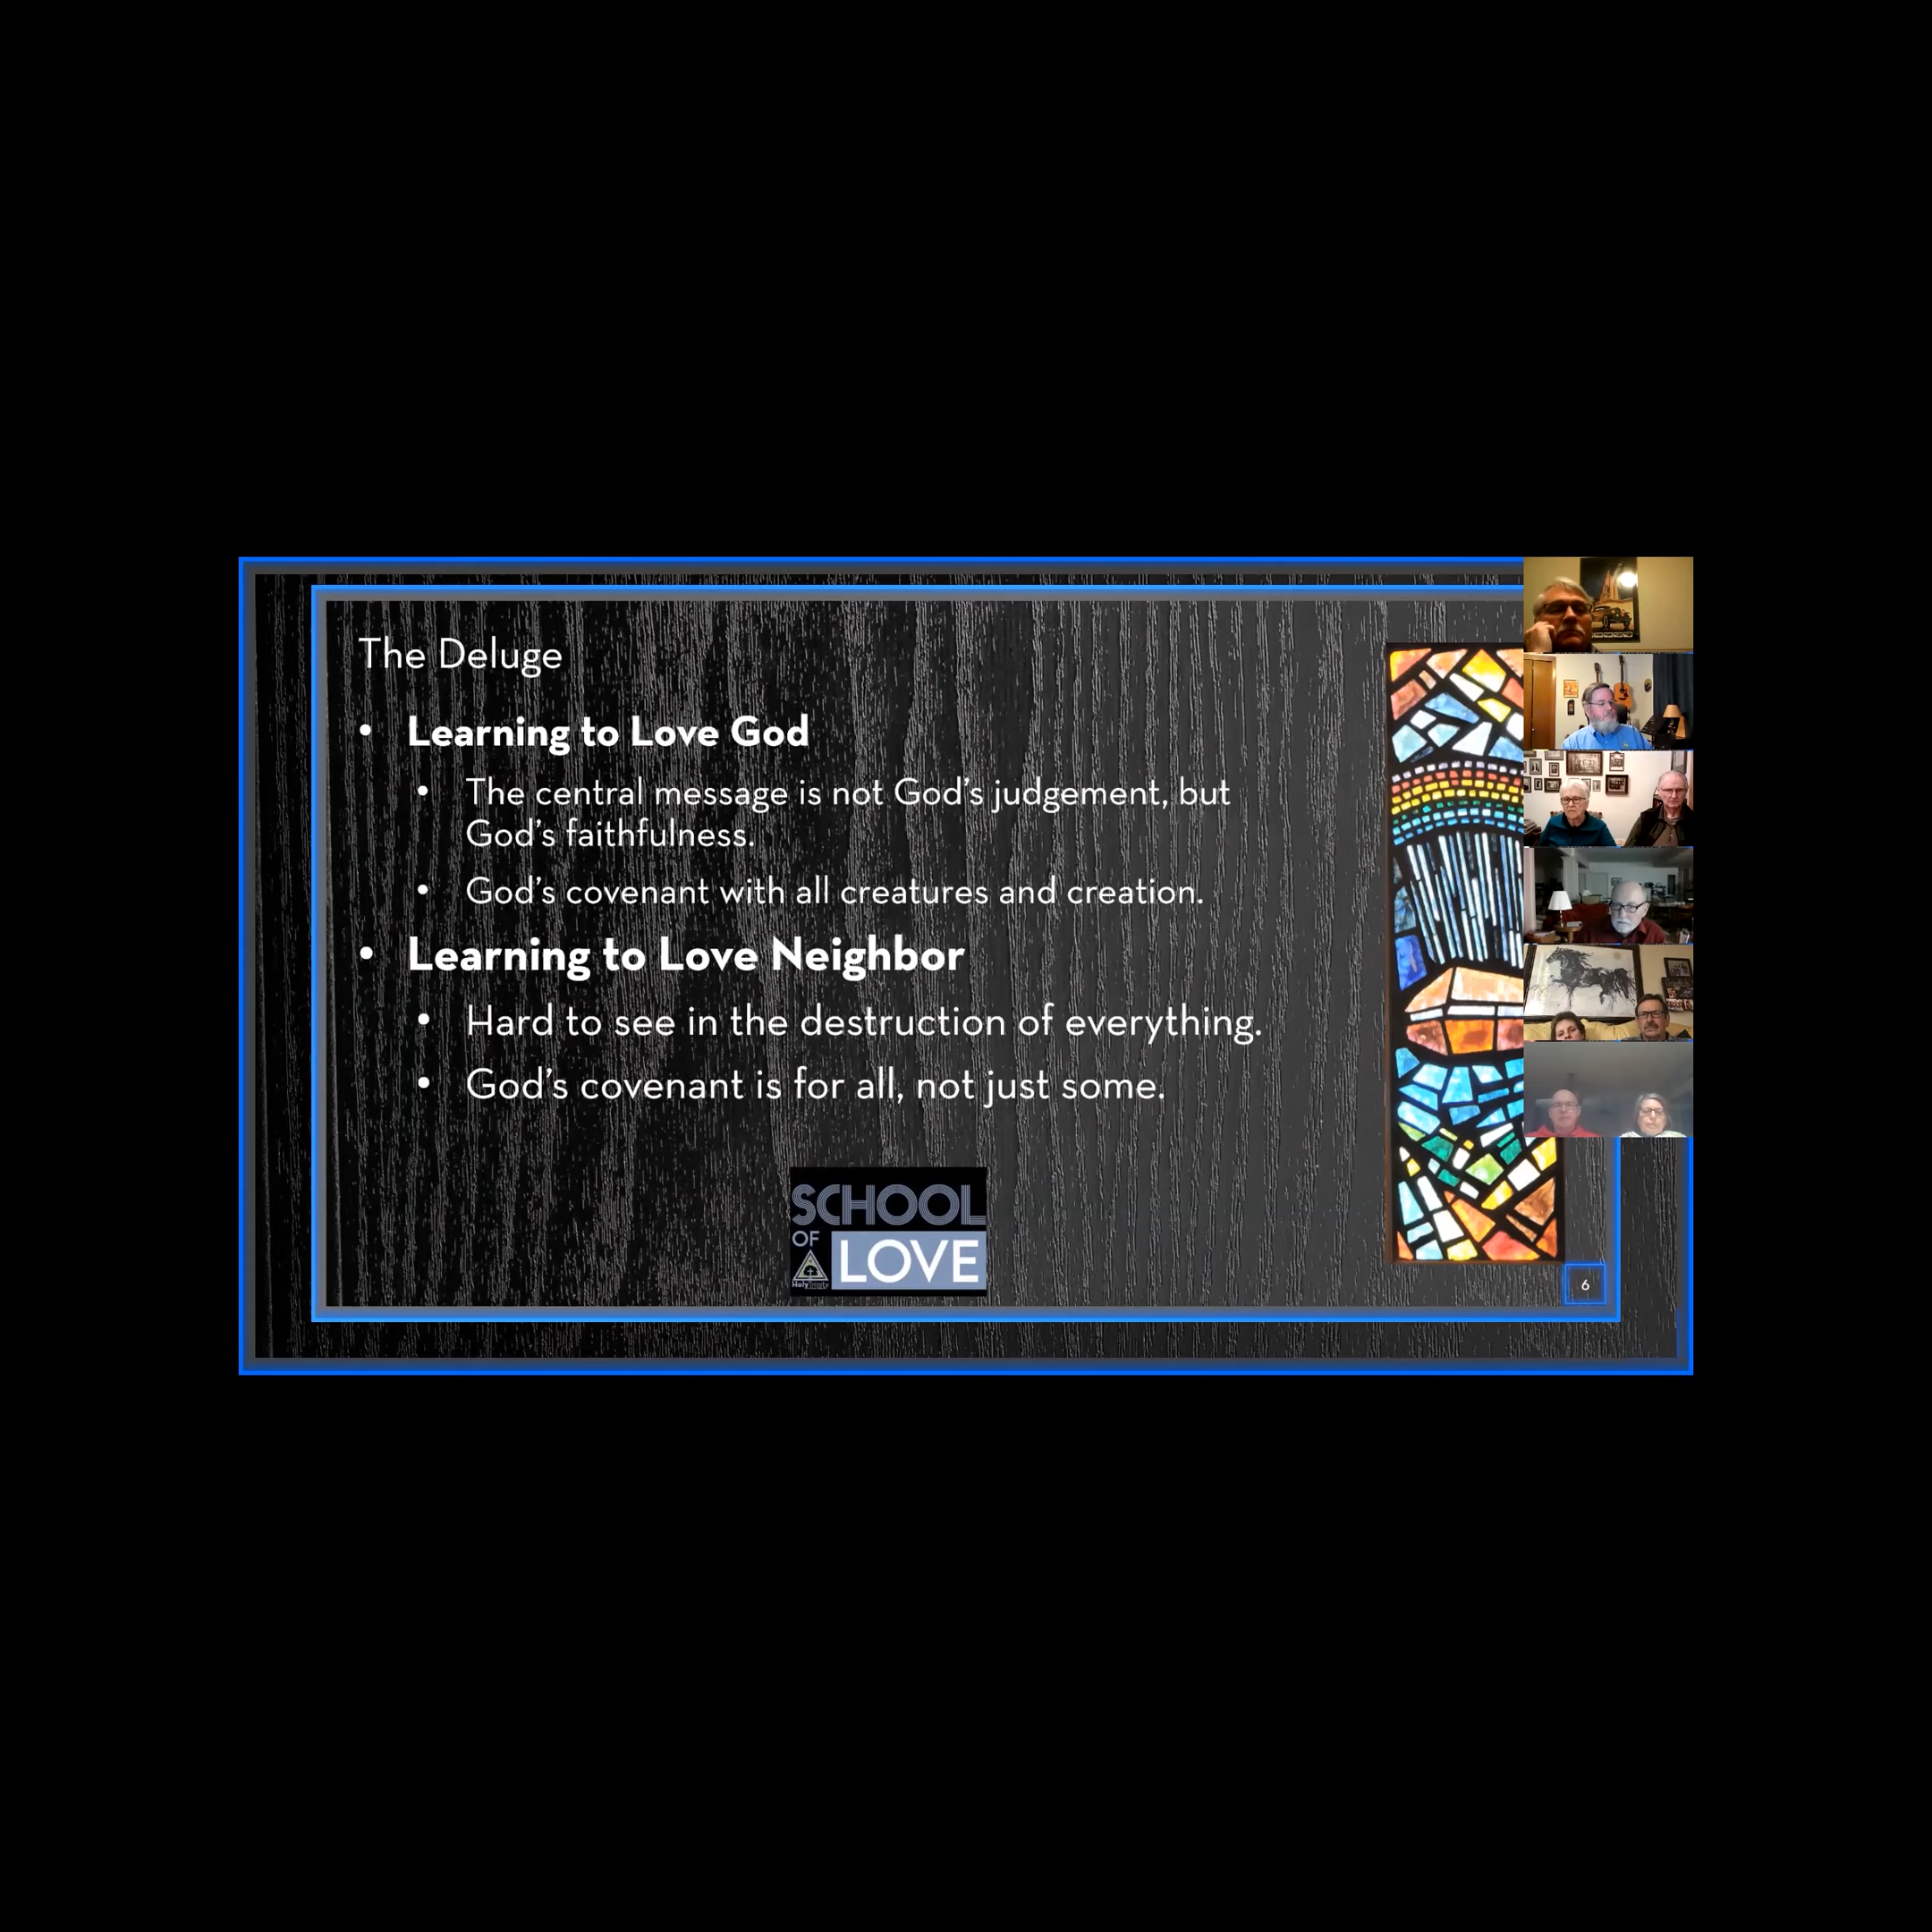 The Deluge
• Learning to Love God
• The central message is not God's judgement, but
God's faithfulness.
• God's covenant with all creatures and creation.
• Learning to Love Neighbor
• Hard to see in the destruction of everything.
• God's covenant is for all, not just some.
SCHOOL
OF
LOVE
HolyTrinity
6